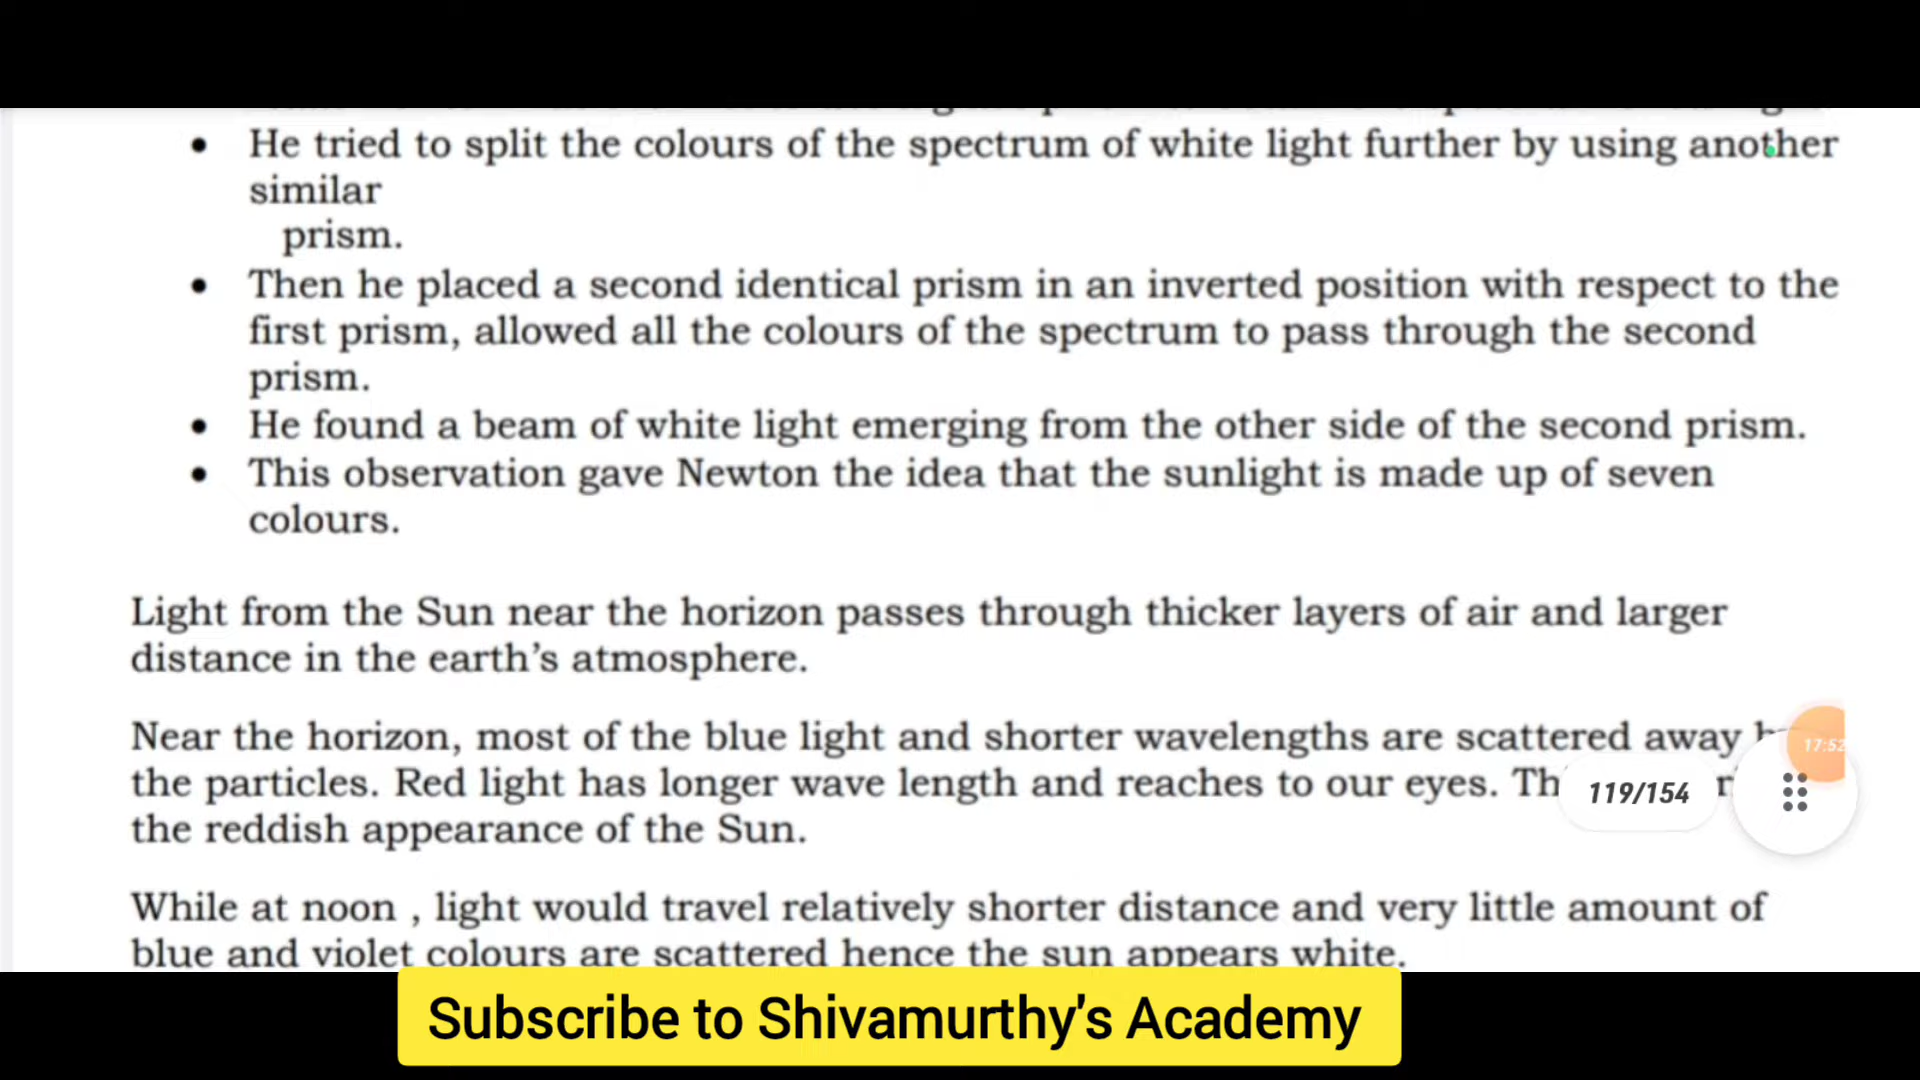 • He tried to split the colours of the spectrum of white light further by using another
similar
prism.
• Then he placed a second identical prism in an inverted position with respect to the
first prism, allowed all the colours of the spectrum to pass through the second
prism.
• He found a beam of white light emerging from the other side of the second prism.
• This observation gave Newton the idea that the sunlight is made up of seven
colours.
Light from the Sun near the horizon passes through thicker layers of air and larger
distance in the earth's atmosphere.
Near the horizon, most of the blue light and shorter wavelengths are scattered away
17:52
the particles. Red light has longer wave length and reaches to our eyes.
119/154
the reddish appearance of the Sun.
While at noon , light would travel relatively shorter distance and very little amount of
blue and violet colours are scattered hence the sun appears white.
Subscribe to Shivamurthy's Academy